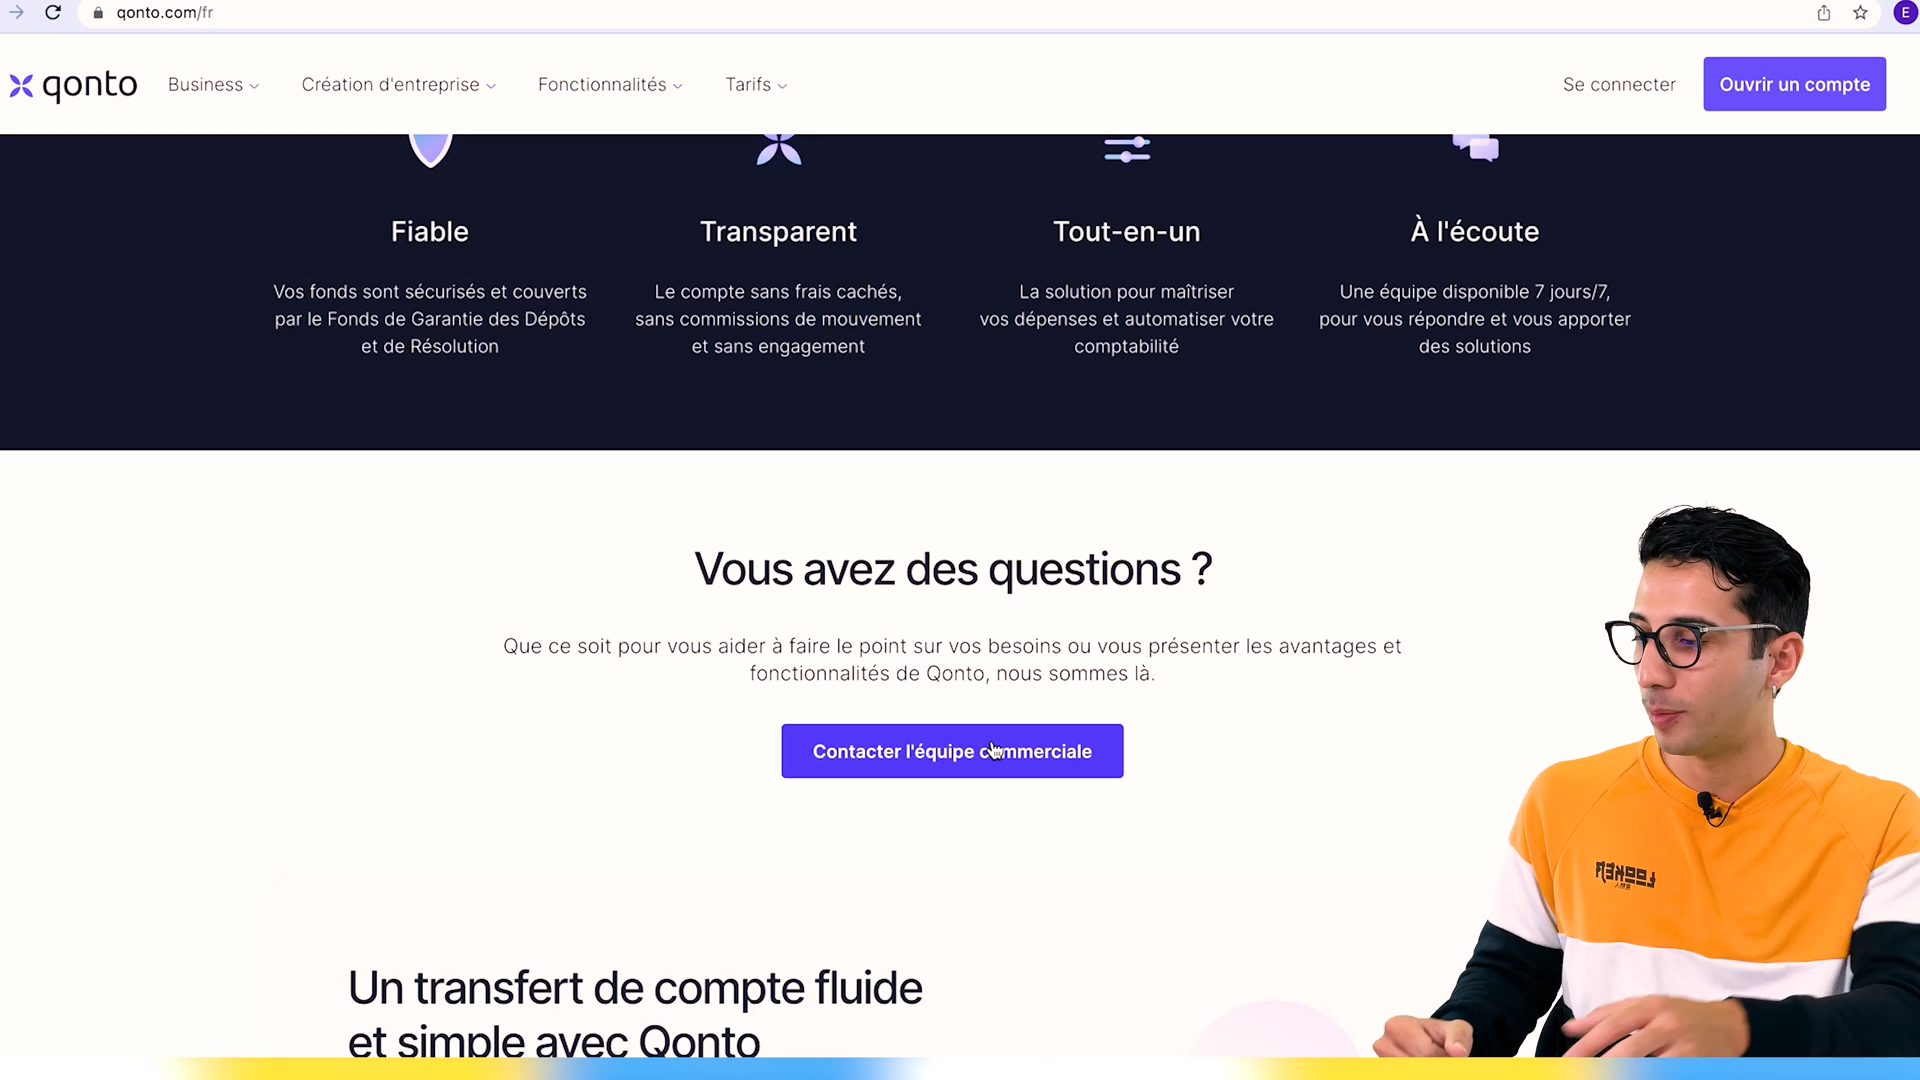 qonto.com/fr
E
qonto
Business
Création d'entreprise
Fonctionnalités
Tarifs
Se connecter
Ouvrir un compte
Fiable
Vos fonds sont sécurisés et couverts
par le Fonds de Garantie des Dépôts
et de Résolution
Transparent
Le compte sans frais cachés,
sans commissions de mouvement
et sans engagement
Tout-en-un
La solution pour maîtriser
vos dépenses et automatiser votre
comptabilité
À l'écoute
Une équipe disponible 7 jours/7,
pour vous répondre et vous apporter
des solutions
Vous avez des questions ?
Que ce soit pour vous aider à faire le point sur vos besoins ou vous présenter les avantages et
fonctionnalités de Qonto, nous sommes là.
Contacter l'équipe commerciale
Un transfert de compte fluide
et simple avec Qonto